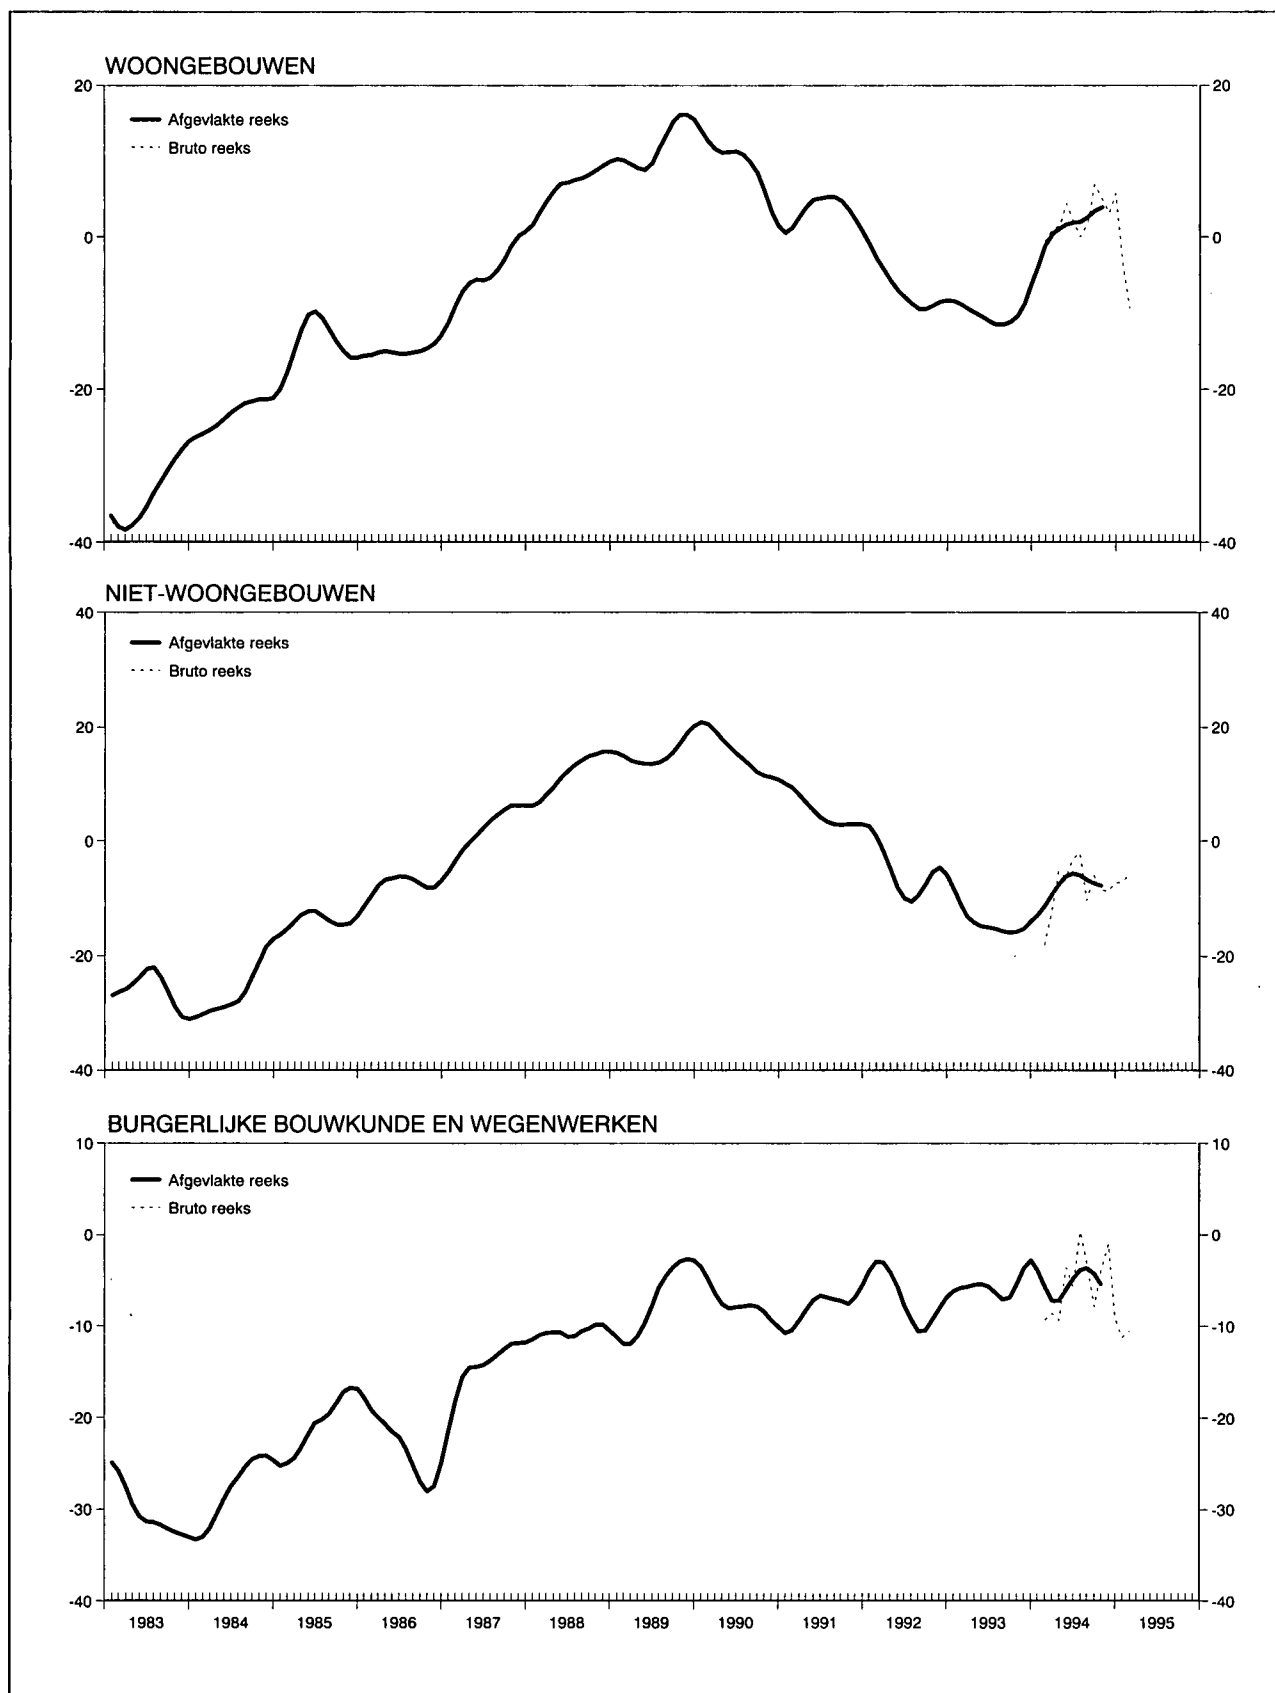 WOONGEBOUWEN
20 20
Afgevlakte reeks
Bruto reeks
0 0
-20 -20
-40 -40
NIET-WOONGEBOUWEN
40 40
Afgevlakte reeks
Bruto reeks
20 20
0 0
-20 -20
-40 -40
BURGERLIJKE BOUWKUNDE EN WEGENWERKEN
10 10
Afgevlakte reeks
Bruto reeks
0 0
-10 -10
-20 -20
-30 -30
-40 -40
1983 1984 1985 1986 1987 1988 1989 1990 1991 1992 1993 1994 1995